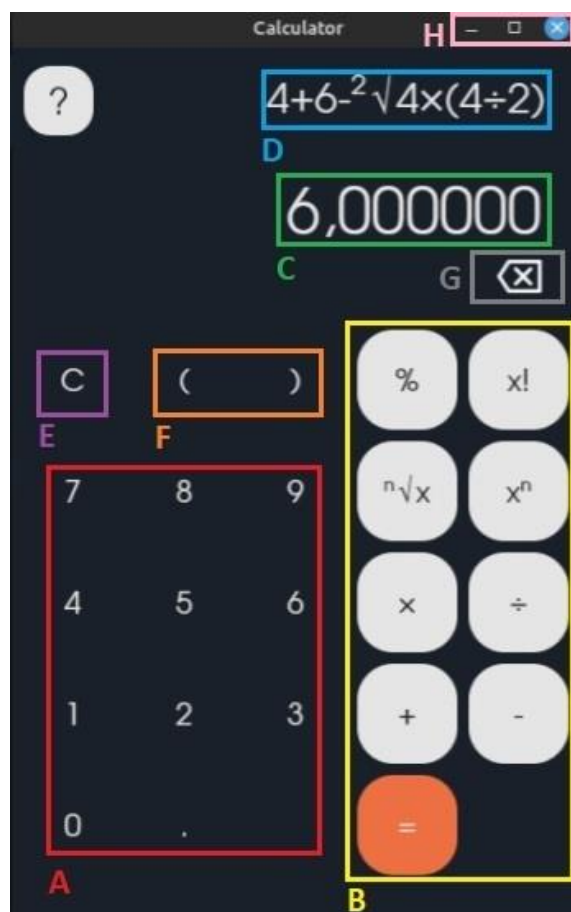 Calculator H
?
4+6-²√4×(4÷2)
D
6,000000
C
G
C ( ) % x!
E F
7 8 9 ⁿ√x xⁿ
4 5 6 × ÷
1 2 3 + -
0 . =
A B